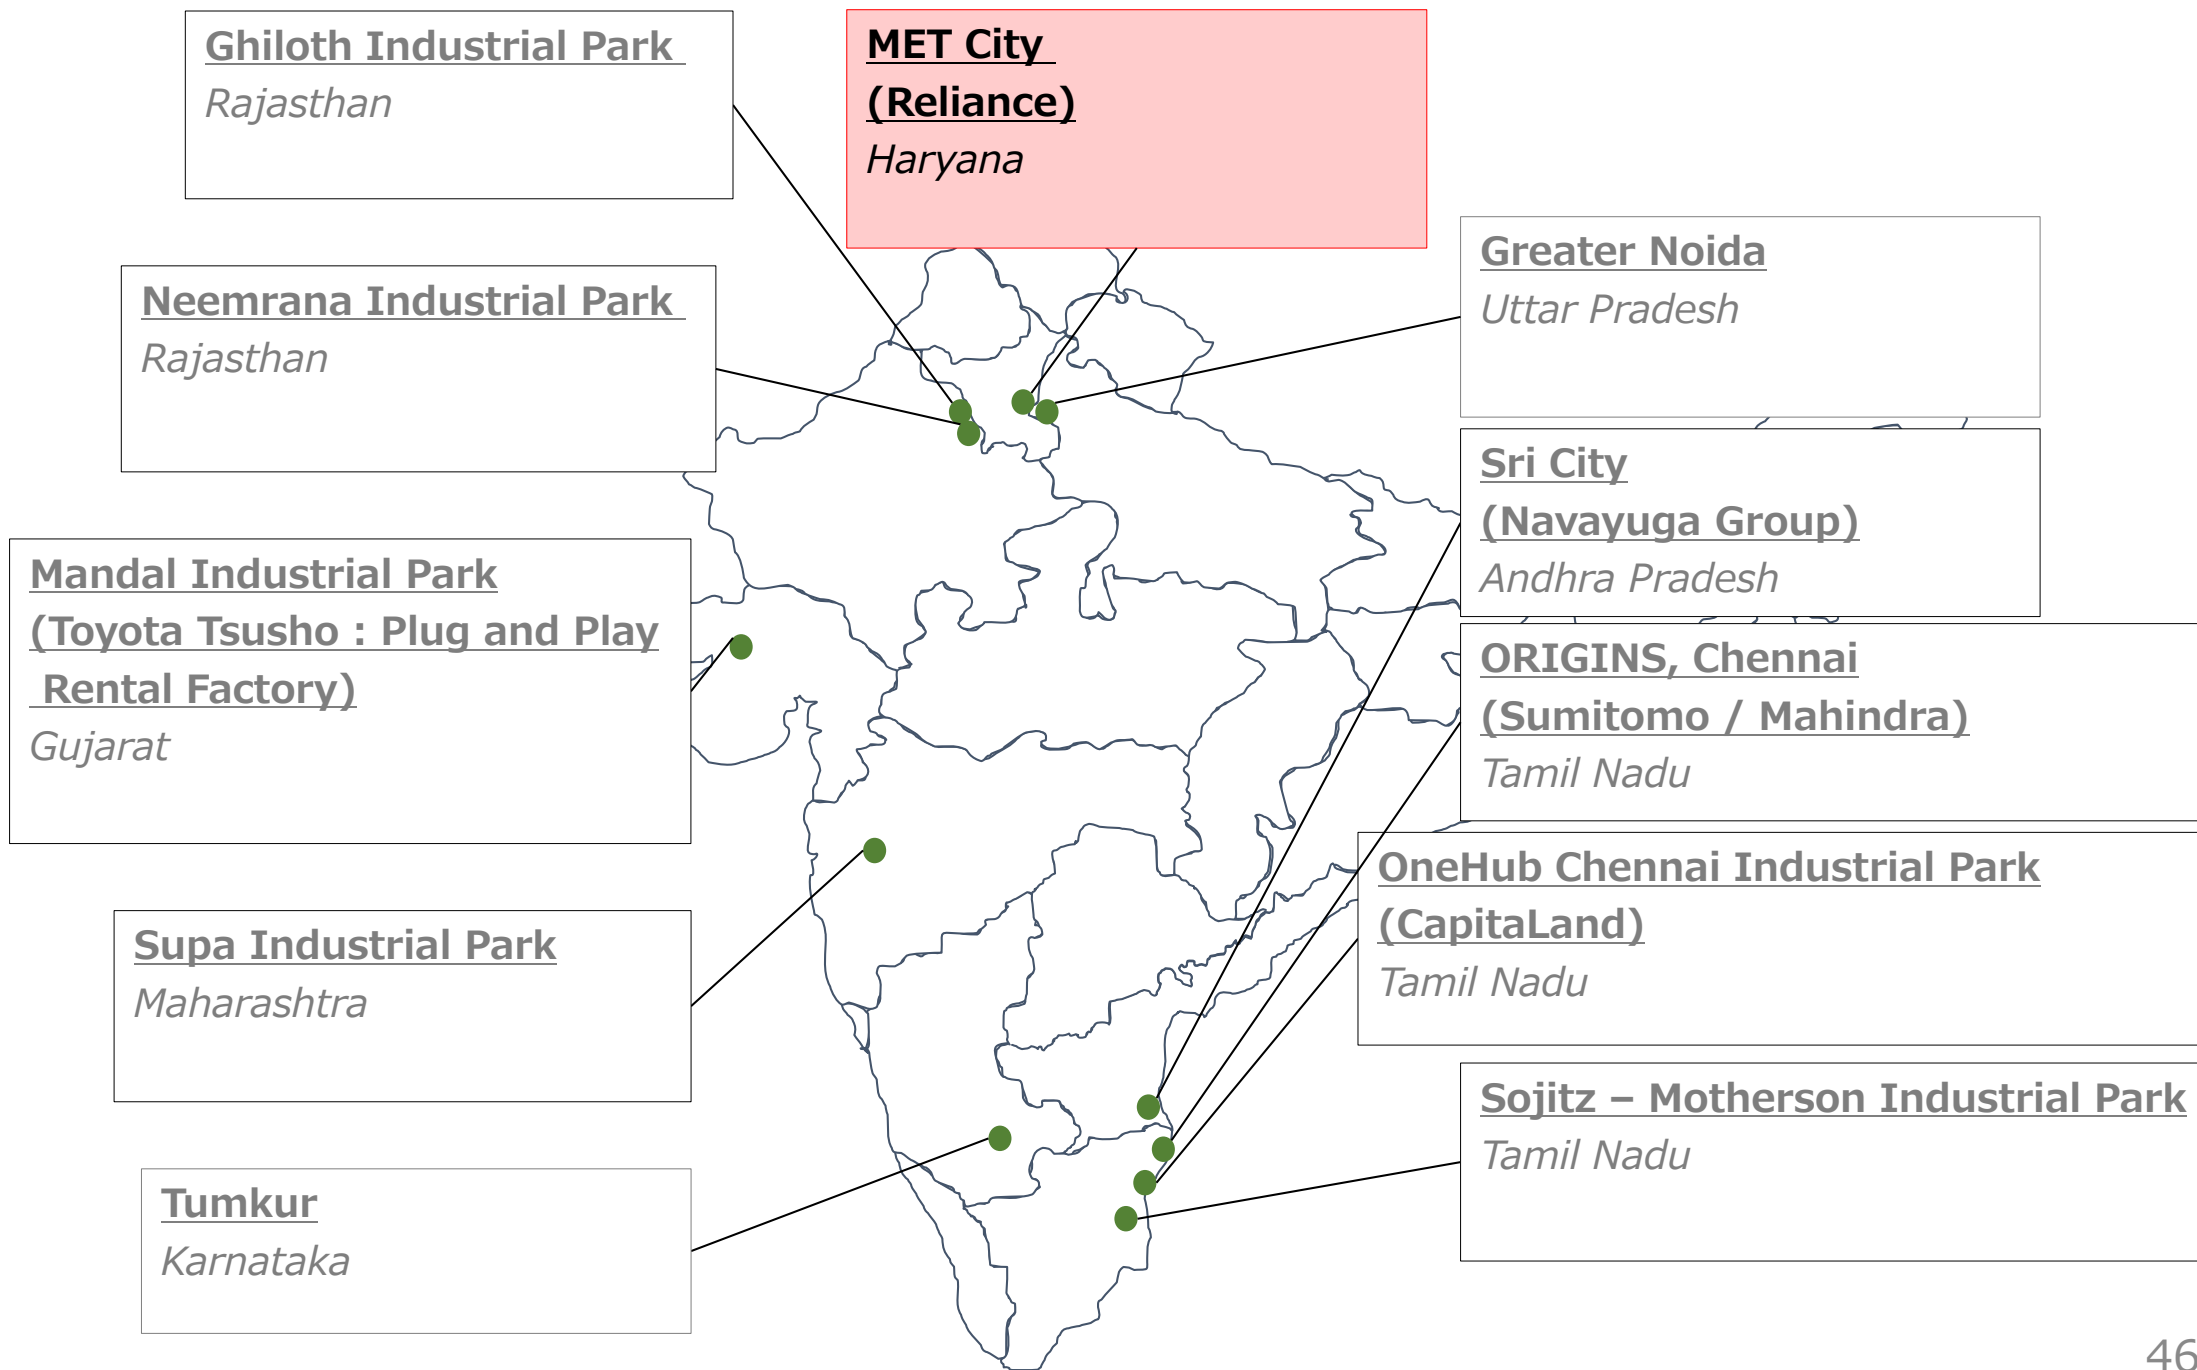 Ghiloth Industrial Park
Rajasthan
MET City
(Reliance)
Haryana
Neemrana Industrial Park
Rajasthan
Greater Noida
Uttar Pradesh
Sri City
(Navayuga Group)
Andhra Pradesh
Mandal Industrial Park
(Toyota Tsusho : Plug and Play
Rental Factory)
Gujarat
ORIGINS, Chennai
(Sumitomo / Mahindra)
Tamil Nadu
OneHub Chennai Industrial Park
(CapitaLand)
Tamil Nadu
Supa Industrial Park
Maharashtra
Sojitz – Motherson Industrial Park
Tamil Nadu
Tumkur
Karnataka
46